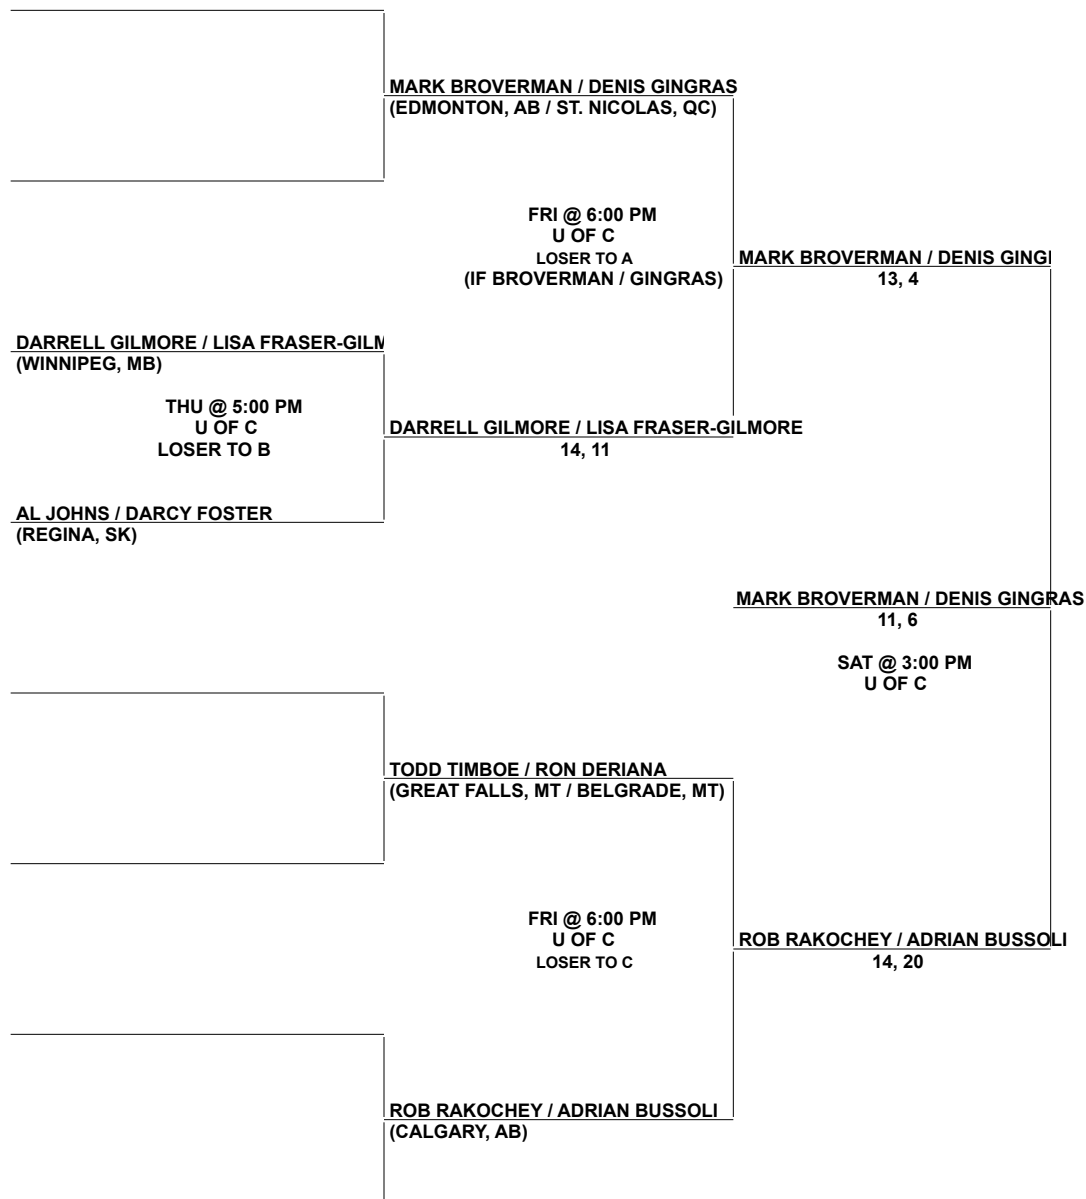 MARK BROVERMAN / DENIS GINGRAS
(EDMONTON, AB / ST. NICOLAS, QC)
FRI @ 6:00 PM
U OF C
LOSER TO A
(IF BROVERMAN / GINGRAS)
MARK BROVERMAN / DENIS GINGI
13, 4
DARRELL GILMORE / LISA FRASER-GILM
(WINNIPEG, MB)
THU @ 5:00 PM
U OF C
LOSER TO B
DARRELL GILMORE / LISA FRASER-GILMORE
14, 11
AL JOHNS / DARCY FOSTER
(REGINA, SK)
MARK BROVERMAN / DENIS GINGRAS
11, 6
SAT @ 3:00 PM
U OF C
TODD TIMBOE / RON DERIANA
(GREAT FALLS, MT / BELGRADE, MT)
FRI @ 6:00 PM
U OF C
LOSER TO C
ROB RAKOCHEY / ADRIAN BUSSOLI
14, 20
ROB RAKOCHEY / ADRIAN BUSSOLI
(CALGARY, AB)